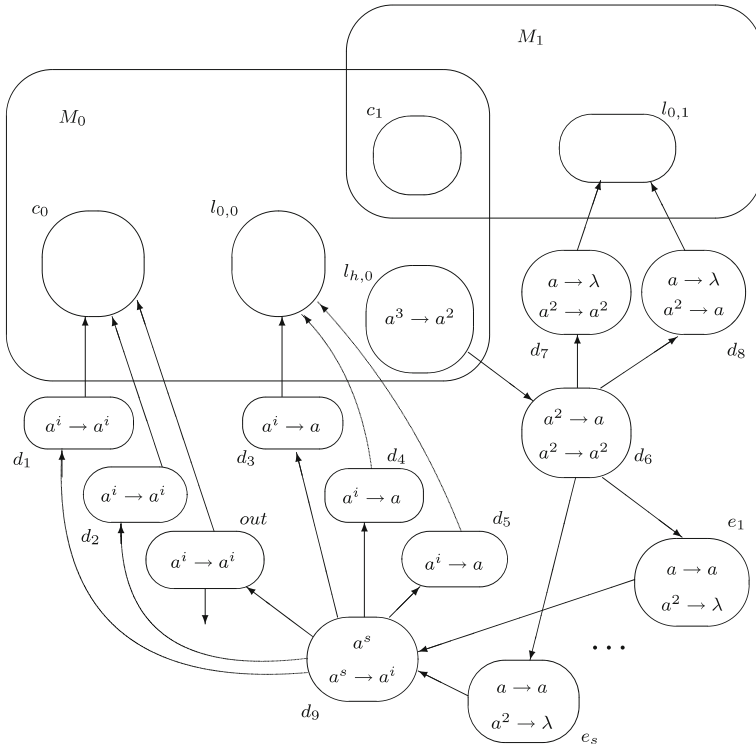 M₁
M₀
c₁
l₀,₁
c₀
l₀,₀
lₕ,₀
a³ → a²
a → λ
a² → a²
d₇
a → λ
a² → a
d₈
aⁱ → aⁱ
d₁
aⁱ → a
d₃
a² → a
a² → a²
d₆
aⁱ → aⁱ
d₂
aⁱ → a
d₄
out
aⁱ → aⁱ
d₅
aⁱ → a
e₁
a → a
a² → λ
aˢ
aˢ → aⁱ
d₉
...
a → a
a² → λ
eₛ